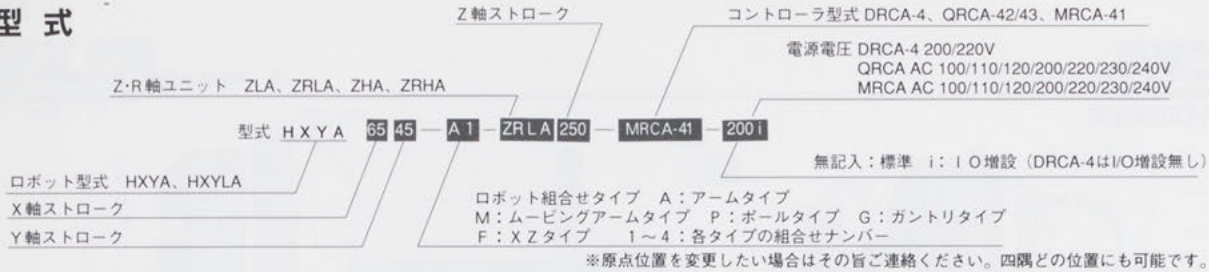 型 式
Z軸ストローク
コントローラ型式 DRCA-4、QRCA-42/43、MRCA-41
電源電圧 DRCA-4 200/220V
QRCA AC 100/110/120/200/220/230/240V
MRCA AC 100/110/120/200/220/230/240V
Z・R軸ユニット ZLA、ZRLA、ZHA、ZRHA
型式 HXYA 65 45 — A1 — ZRLA 250 — MRCA-41 — 200i
無記入：標準 i：IO増設（DRCA-4はI/O増設無し）
ロボット型式 HXYA、HXYLA
X軸ストローク
Y軸ストローク
ロボット組合せタイプ A：アームタイプ
M：ムービングアームタイプ P：ポールタイプ G：ガントリタイプ
F：XZタイプ 1〜4：各タイプの組合せナンバー
※原点位置を変更したい場合はその旨ご連絡ください。四隅どの位置にも可能です。